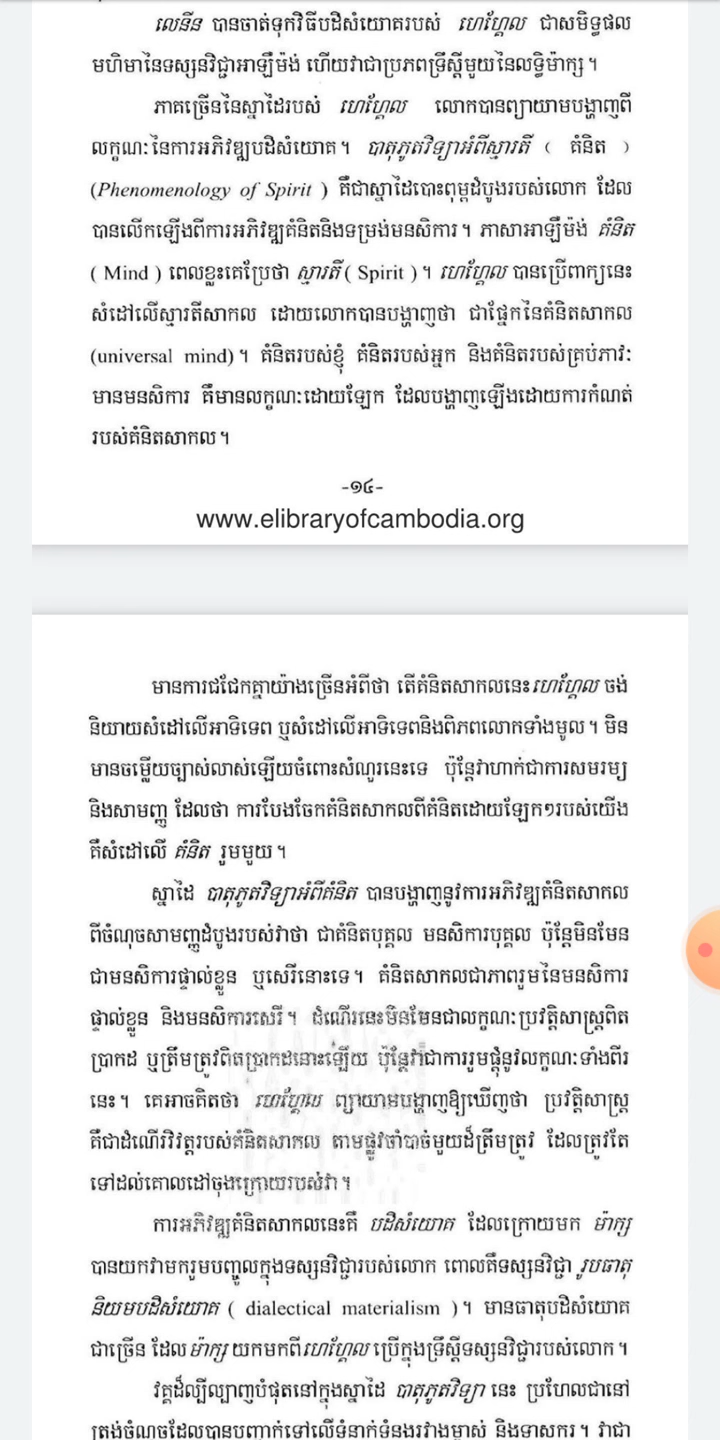 លេនីន បានចាត់ទុកវិធីបដិសំយោគរបស់ ហេហ្គែល ជាសមិទ្ធផល
មហិមានៃទស្សនវិជ្ជាអាឡឺម៉ង់ ហើយវាជាប្រភពទ្រឹស្តីមួយនៃលទ្ធិម៉ាក្ស ។
ភាគច្រើននៃស្នាដៃរបស់ ហេហ្គែល លោកបានព្យាយាមបង្ហាញពី
លក្ខណៈនៃការអភិវឌ្ឍបដិសំយោគ ។ បាតុភូតវិទ្យាអំពីស្មារតី ( គំនិត )
(Phenomenology of Spirit ) គឺជាស្នាដៃបោះពុម្ពដំបូងរបស់លោក ដែល
បានលើកឡើងពីការអភិវឌ្ឍគំនិតនិងទម្រង់មនសិការ ។ ភាសាអាឡឺម៉ង់ គំនិត
( Mind ) ពេលខ្លះគេប្រែថា ស្មារតី ( Spirit ) ។ ហេហ្គែល បានប្រើពាក្យនេះ
សំដៅលើស្មារតីសាកល ដោយលោកបានបង្ហាញថា ជាផ្នែកនៃគំនិតសាកល
(universal mind) ។ គំនិតរបស់ខ្ញុំ គំនិតរបស់អ្នក និងគំនិតរបស់គ្រប់ភាវៈ
មានមនសិការ គឺមានលក្ខណៈដោយឡែក ដែលបង្ហាញឡើងដោយការកំណត់
របស់គំនិតសាកល ។
-១៤-
www.elibraryofcambodia.org
មានការជជែកគ្នាយ៉ាងច្រើនអំពីថា តើគំនិតសាកលនេះ ហេហ្គែល ចង់
និយាយសំដៅលើអាទិទេព ឬសំដៅលើអាទិទេពនិងពិភពលោកទាំងមូល ។ មិន
មានចម្លើយច្បាស់លាស់ឡើយចំពោះសំណួរនេះទេ ប៉ុន្តែវាហាក់ជាការសមរម្យ
និងសាមញ្ញ ដែលថា ការបែងចែកគំនិតសាកលពីគំនិតដោយឡែកៗរបស់យើង
គឺសំដៅលើ គំនិត រួមមួយ ។
ស្នាដៃ បាតុភូតវិទ្យាអំពីគំនិត បានបង្ហាញនូវការអភិវឌ្ឍគំនិតសាកល
ពីចំណុចសាមញ្ញដំបូងរបស់វាថា ជាគំនិតបុគ្គល មនសិការបុគ្គល ប៉ុន្តែមិនមែន
ជាមនសិការផ្ទាល់ខ្លួន ឬសេរីនោះទេ ។ គំនិតសាកលជាភាពរួមនៃមនសិការ
ផ្ទាល់ខ្លួន និងមនសិការសេរី ។ ដំណើរនេះមិនមែនជាលក្ខណៈប្រវត្តិសាស្ត្រពិត
ប្រាកដ ឬត្រឹមត្រូវពិតប្រាកដនោះឡើយ ប៉ុន្តែវាជាការរួមផ្តុំនូវលក្ខណៈទាំងពីរ
នេះ ។ គេអាចគិតថា ហេហ្គែល ព្យាយាមបង្ហាញឱ្យឃើញថា ប្រវត្តិសាស្ត្រ
គឺជាដំណើរវិវត្តរបស់គំនិតសាកល តាមផ្លូវចាំបាច់មួយដ៏ត្រឹមត្រូវ ដែលត្រូវតែ
ទៅដល់គោលដៅចុងក្រោយរបស់វា ។
ការអភិវឌ្ឍគំនិតសាកលនេះគឺ បដិសំយោគ ដែលក្រោយមក ម៉ាក្ស
បានយកវាមករួមបញ្ចូលក្នុងទស្សនវិជ្ជារបស់លោក ពោលគឺទស្សនវិជ្ជា រូបធាតុ
និយមបដិសំយោគ ( dialectical materialism ) ។ មានធាតុបដិសំយោគ
ជាច្រើន ដែល ម៉ាក្ស យកមកពី ហេហ្គែល ប្រើក្នុងទ្រឹស្តីទស្សនវិជ្ជារបស់លោក ។
វគ្គដ៏ល្បីល្បាញបំផុតនៅក្នុងស្នាដៃ បាតុភូតវិទ្យា នេះ ប្រហែលជានៅ
ត្រង់ចំណុចដែលបានបញ្ជាក់ទៅលើទំនាក់ទំនងរវាងម្ចាស់ និងទាសករ ។ វាជា